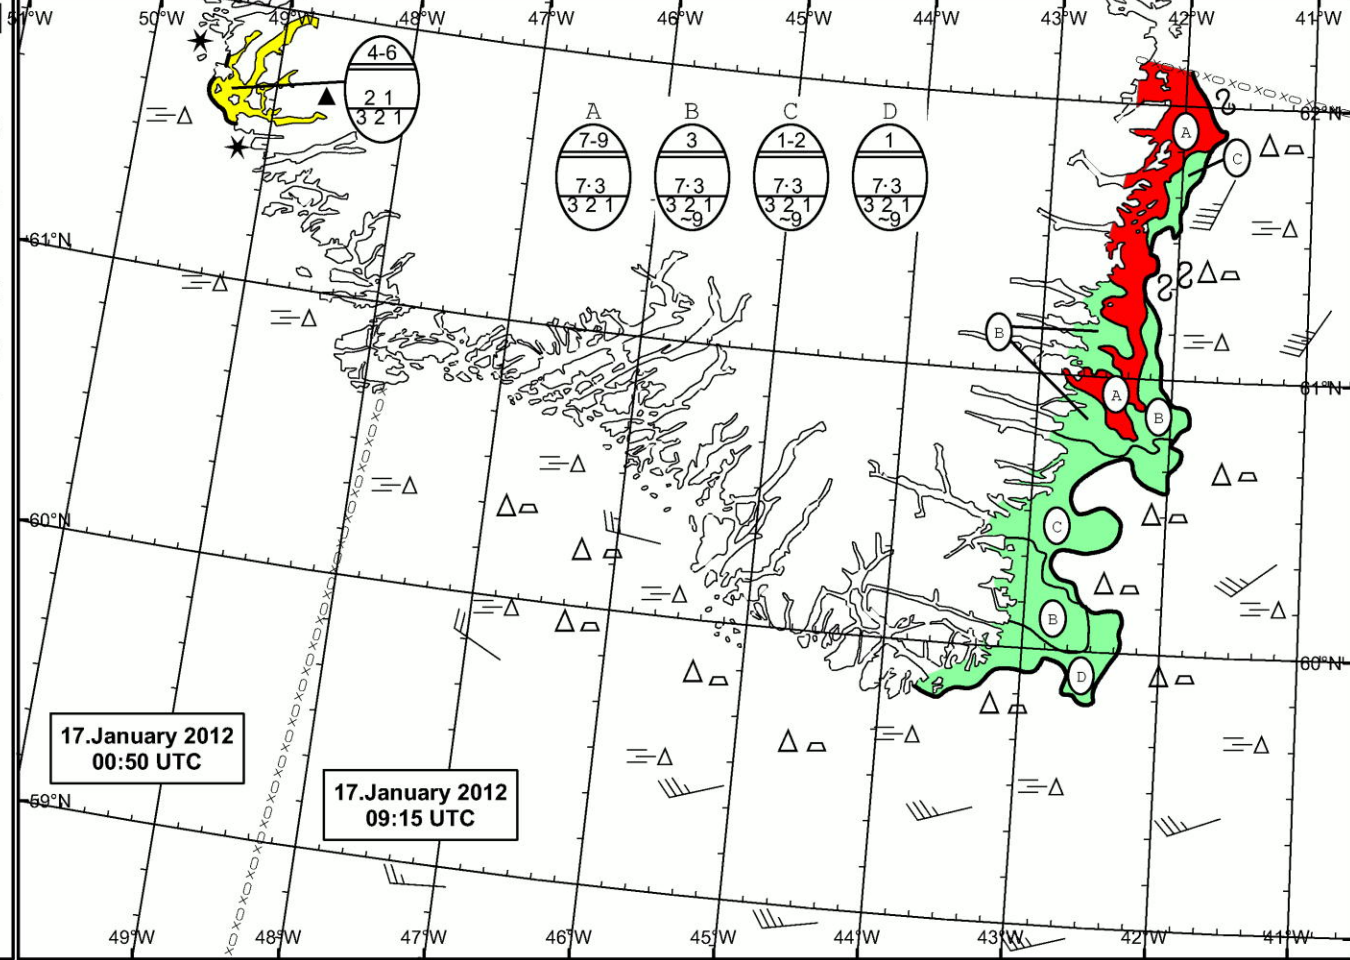 51°W 50°W 49°W 48°W 47°W 46°W 45°W 44°W 43°W 42°W 41°W
4-6
2 1
3 2 1
A B C D
7-9 3 1-2 1
7·3 7·3 7·3 7·3
3 2 1 3 2 1 3 2 1 3 2 1
~9 ~9 ~9
62°N
A
C
61°N
B
61°N
A
B
60°N
C
B
60°N
D
17.January 2012
00:50 UTC
17.January 2012
09:15 UTC
59°N
49°W 48°W 47°W 46°W 45°W 44°W 43°W 42°W 41°W